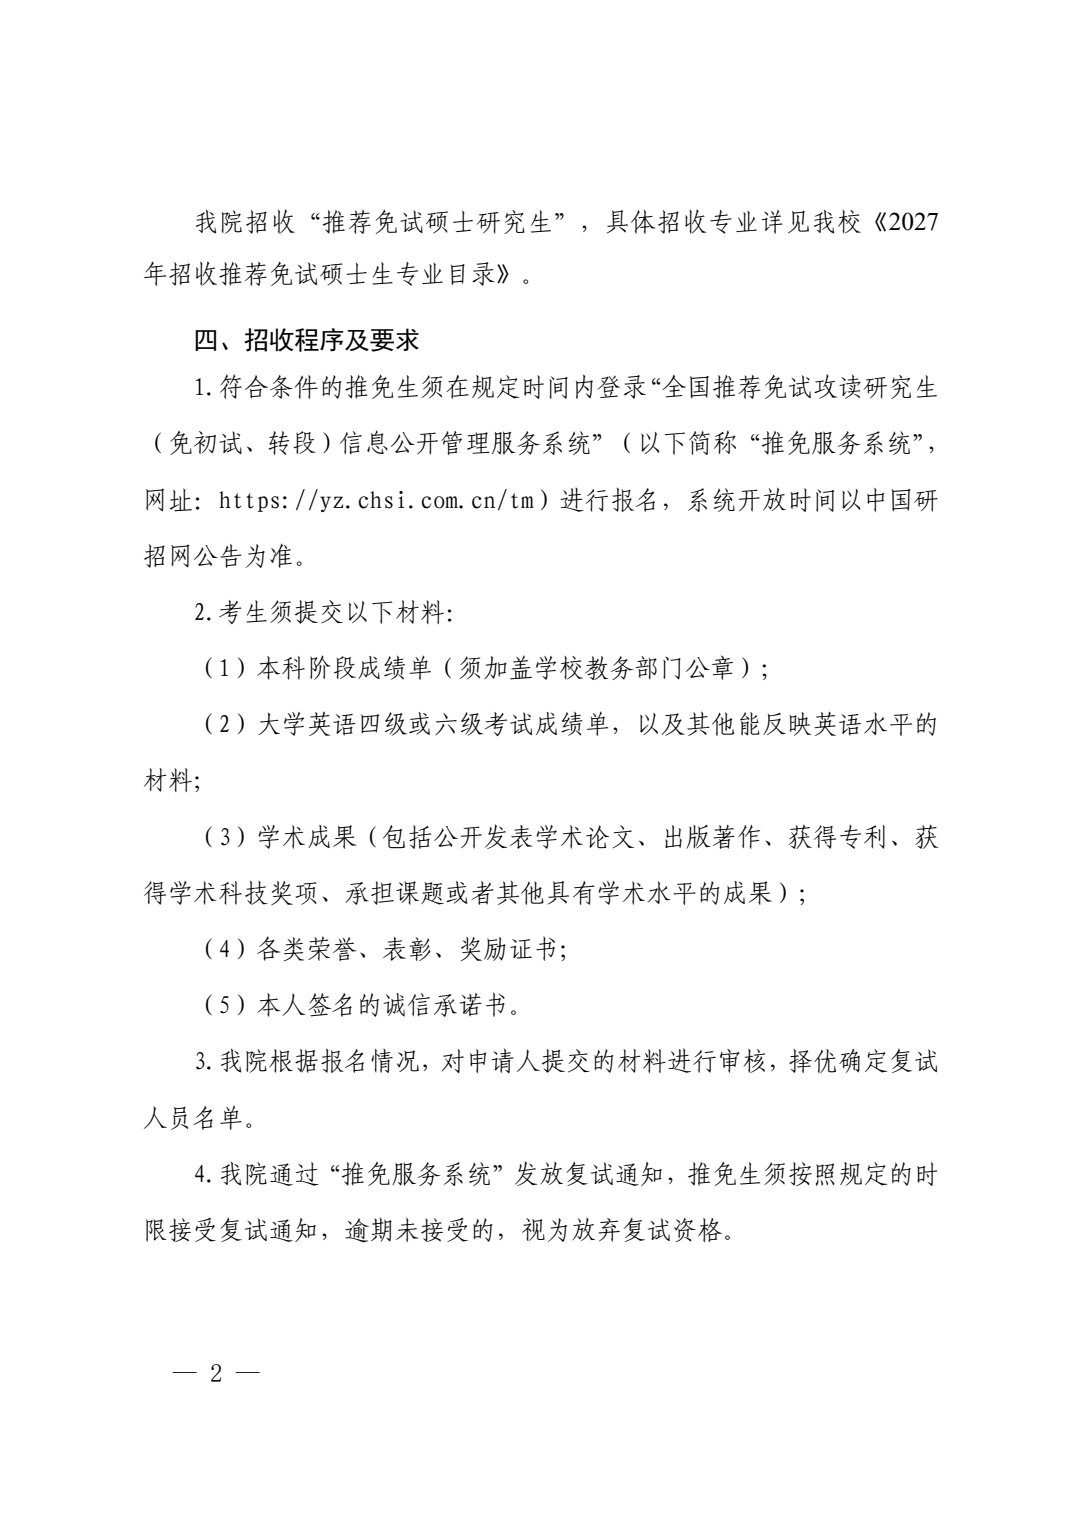 我院招收“推荐免试硕士研究生”，具体招收专业详见我校《2027
年招收推荐免试硕士生专业目录》。
四、招收程序及要求
1.符合条件的推免生须在规定时间内登录“全国推荐免试攻读研究生
（免初试、转段）信息公开管理服务系统”（以下简称“推免服务系统”，
网址：https://yz.chsi.com.cn/tm）进行报名，系统开放时间以中国研
招网公告为准。
2.考生须提交以下材料：
（1）本科阶段成绩单（须加盖学校教务部门公章）；
（2）大学英语四级或六级考试成绩单，以及其他能反映英语水平的
材料；
（3）学术成果（包括公开发表学术论文、出版著作、获得专利、获
得学术科技奖项、承担课题或者其他具有学术水平的成果）；
（4）各类荣誉、表彰、奖励证书；
（5）本人签名的诚信承诺书。
3.我院根据报名情况，对申请人提交的材料进行审核，择优确定复试
人员名单。
4.我院通过“推免服务系统”发放复试通知，推免生须按照规定的时
限接受复试通知，逾期未接受的，视为放弃复试资格。
— 2 —